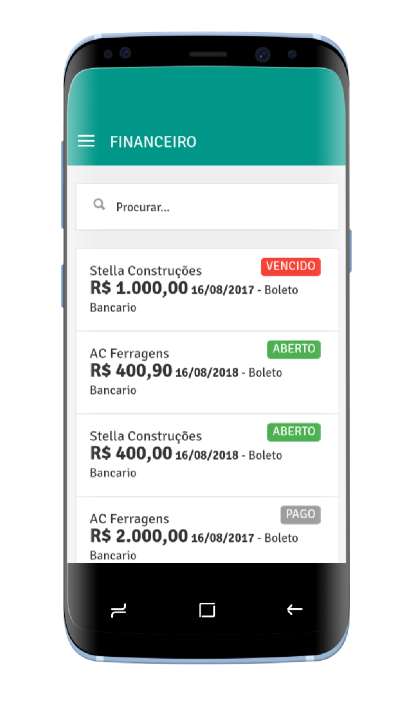 FINANCEIRO
Procurar...
VENCIDO
Stella Construções
R$ 1.000,00 16/08/2017 - Boleto
Bancario
ABERTO
AC Ferragens
R$ 400,90 16/08/2018 - Boleto
Bancario
ABERTO
Stella Construções
R$ 400,00 16/08/2018 - Boleto
Bancario
PAGO
AC Ferragens
R$ 2.000,00 16/08/2017 - Boleto
Bancario